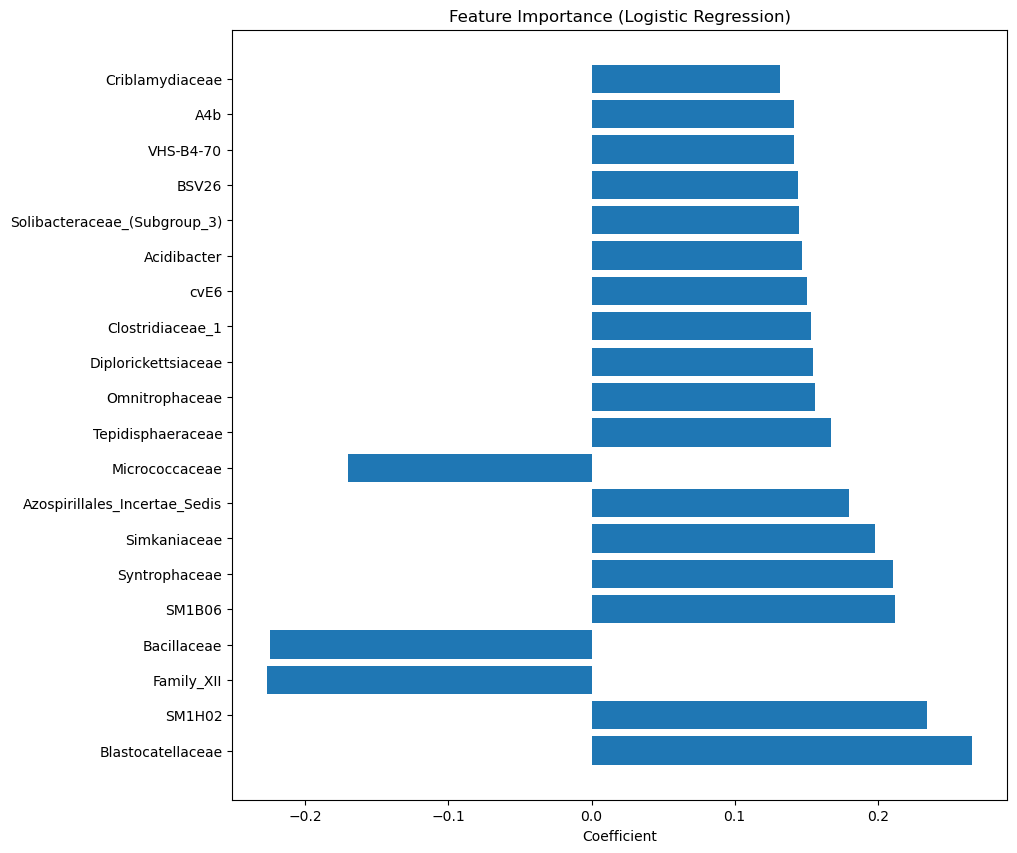 Feature Importance (Logistic Regression)
Criblamydiaceae
A4b
VHS-B4-70
BSV26
Solibacteraceae_(Subgroup_3)
Acidibacter
cvE6
Clostridiaceae_1
Diplorickettsiaceae
Omnitrophaceae
Tepidisphaeraceae
Micrococcaceae
Azospirillales_Incertae_Sedis
Simkaniaceae
Syntrophaceae
SM1B06
Bacillaceae
Family_XII
SM1H02
Blastocatellaceae
−0.2 −0.1 0.0 0.1 0.2
Coefficient